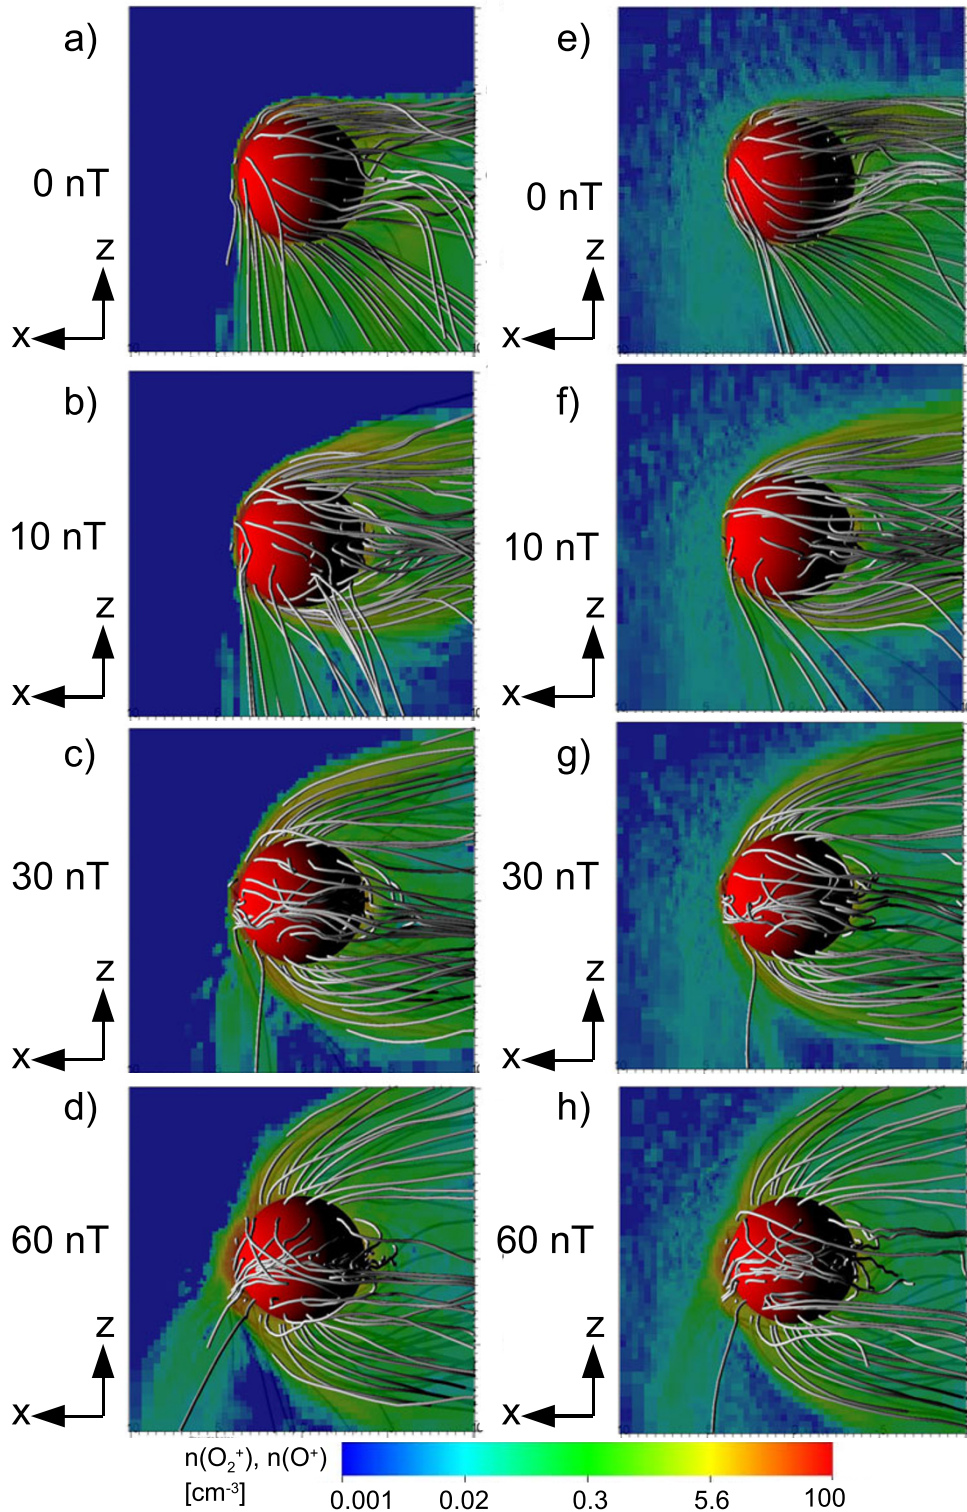 a)
e)
0 nT
0 nT
z
z
x
x
b)
f)
10 nT
10 nT
z
z
x
x
c)
g)
30 nT
30 nT
z
z
x
x
d)
h)
60 nT
60 nT
z
z
x
x
n(O₂⁺), n(O⁺)
[cm⁻³]
0.001 0.02 0.3 5.6 100